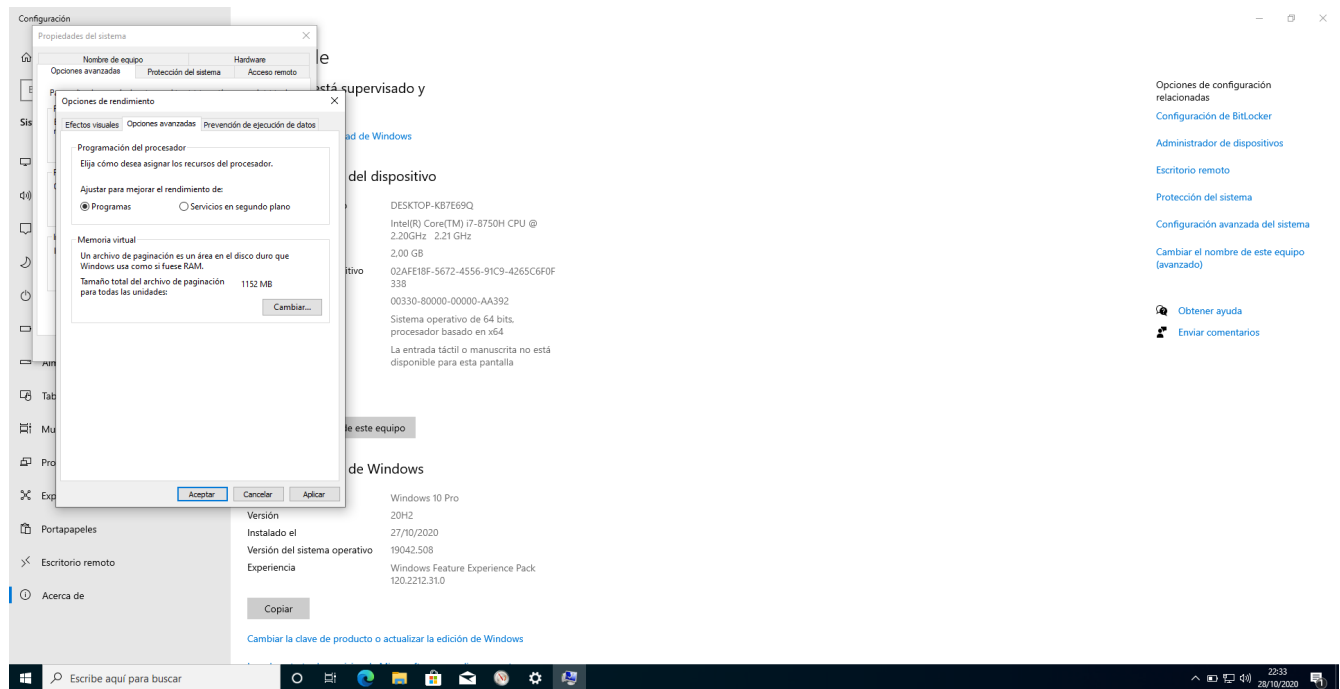 Configuración
Propiedades del sistema
Nombre de equipo
Hardware
Opciones avanzadas
Protección del sistema
Acceso remoto
Opciones de rendimiento
Efectos visuales
Opciones avanzadas
Prevención de ejecución de datos
Programación del procesador
Elija cómo desea asignar los recursos del procesador.
Ajustar para mejorar el rendimiento de:
Programas
Servicios en segundo plano
Memoria virtual
Un archivo de paginación es un área en el disco duro que
Windows usa como si fuese RAM.
Tamaño total del archivo de paginación
para todas las unidades:
1152 MB
Cambiar...
Aceptar
Cancelar
Aplicar
Sis
Tab
Mu
Pro
Exp
Portapapeles
Escritorio remoto
Acerca de
le
está supervisado y
ad de Windows
del dispositivo
DESKTOP-KB7E69Q
Intel(R) Core(TM) i7-8750H CPU @
2.20GHz 2.21 GHz
2,00 GB
itivo
02AFE18F-5672-4556-91C9-4265C6F0F
338
00330-80000-00000-AA392
Sistema operativo de 64 bits,
procesador basado en x64
La entrada táctil o manuscrita no está
disponible para esta pantalla
de este equipo
de Windows
Windows 10 Pro
Versión 20H2
Instalado el 27/10/2020
Versión del sistema operativo 19042.508
Experiencia Windows Feature Experience Pack
120.2212.31.0
Copiar
Cambiar la clave de producto o actualizar la edición de Windows
Opciones de configuración
relacionadas
Configuración de BitLocker
Administrador de dispositivos
Escritorio remoto
Protección del sistema
Configuración avanzada del sistema
Cambiar el nombre de este equipo
(avanzado)
Obtener ayuda
Enviar comentarios
Escribe aquí para buscar
22:33
28/10/2020